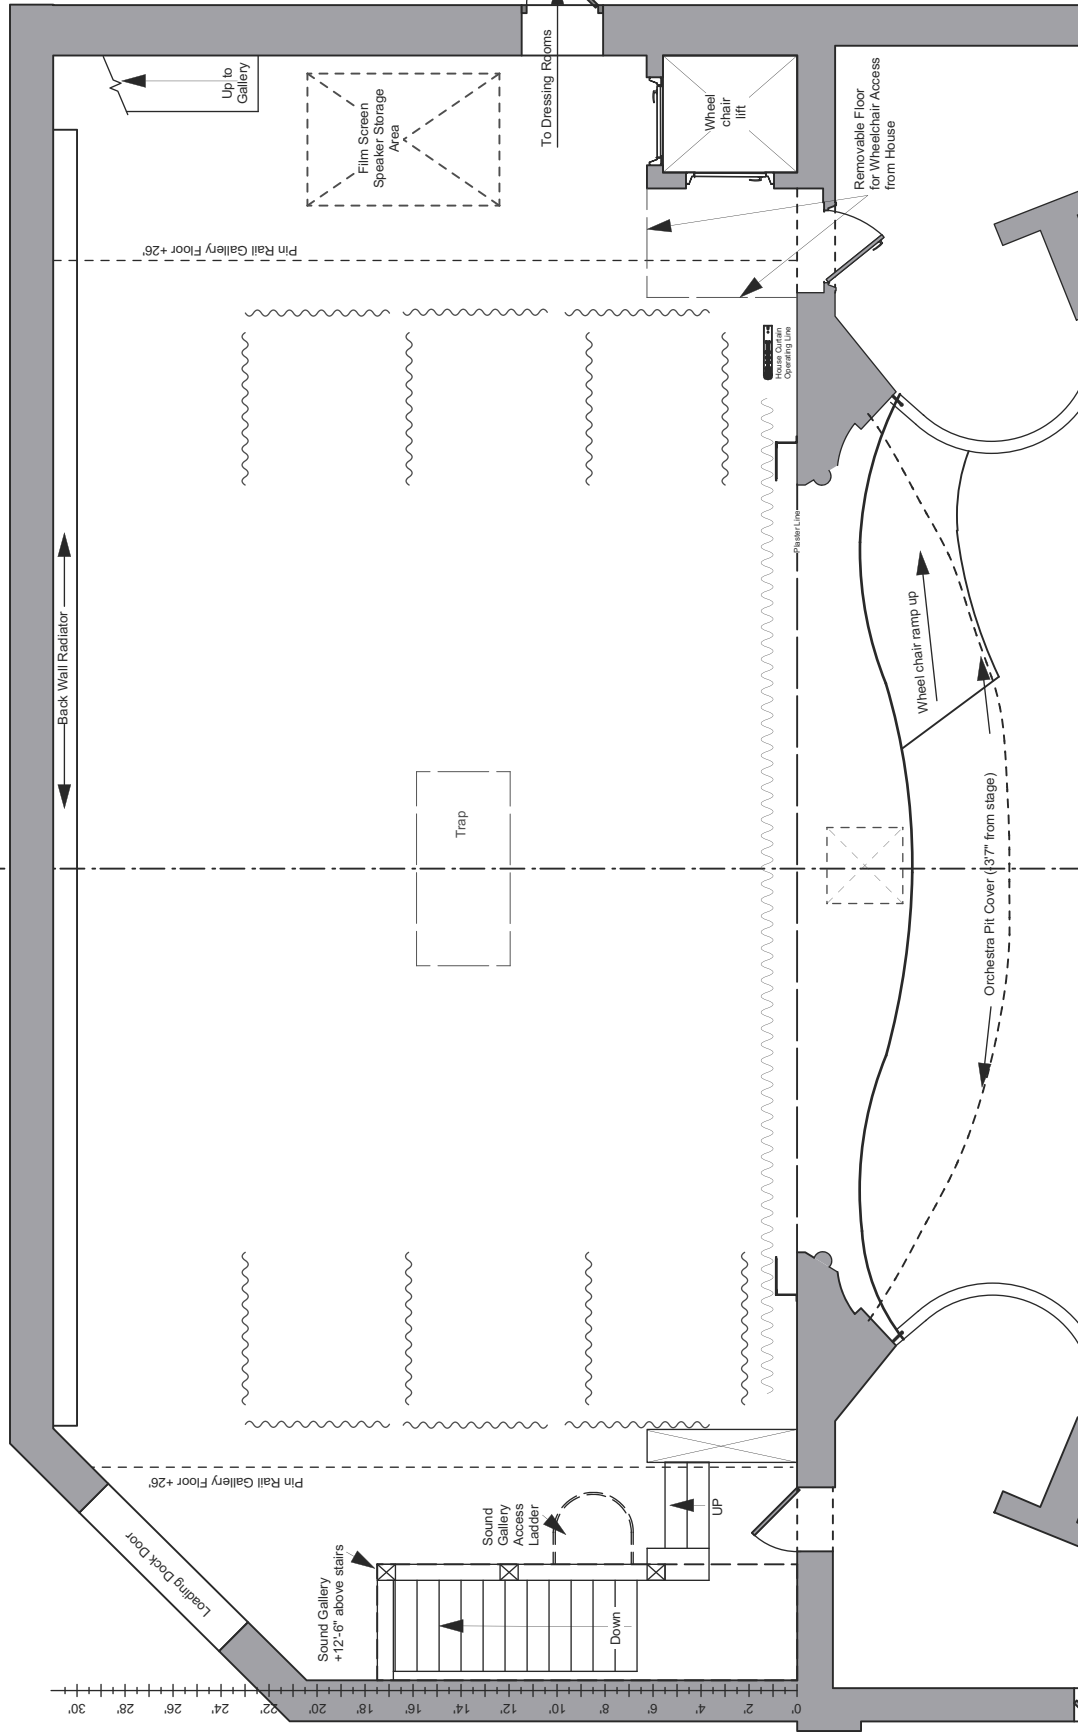 Up to
Gallery
Film Screen
Speaker Storage
Area
To Dressing Rooms
Wheel
chair
lift
Removable Floor
for Wheelchair Access
from House
Pin Rail Gallery Floor +26'
House Curtain
Operating Line
Plaster Line
Back Wall Radiator
Wheel chair ramp up
Trap
Orchestra Pit Cover (-3'7" from stage)
Pin Rail Gallery Floor +26'
Sound
Gallery
Access
Ladder
UP
Loading Dock Door
Sound Gallery
+12'-6" above stairs
Down
30' 28' 26' 24' 22' 20' 18' 16' 14' 12' 10' 8' 6' 4' 2' 0'